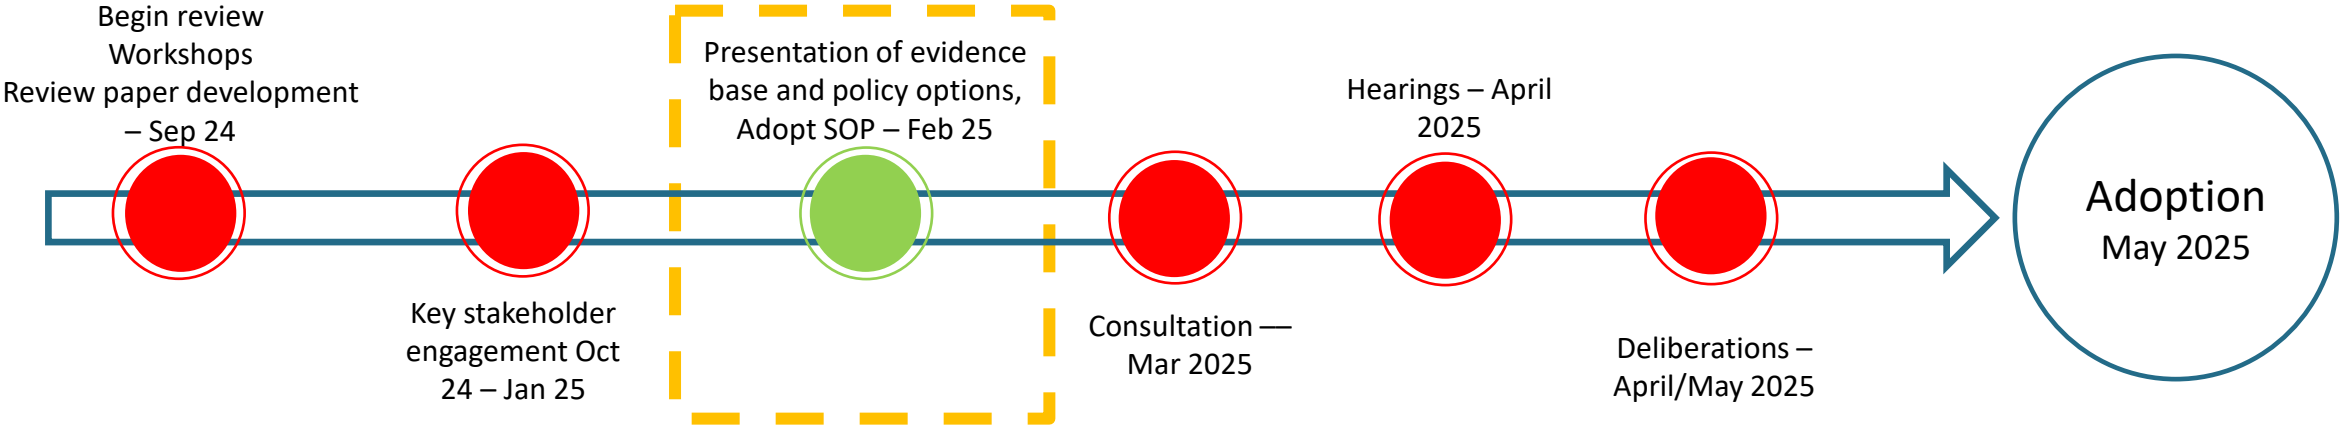 Begin review
Workshops
Review paper development
– Sep 24
Key stakeholder
engagement Oct
24 – Jan 25
Presentation of evidence
base and policy options,
Adopt SOP – Feb 25
Consultation ––
Mar 2025
Hearings – April
2025
Deliberations –
April/May 2025
Adoption
May 2025